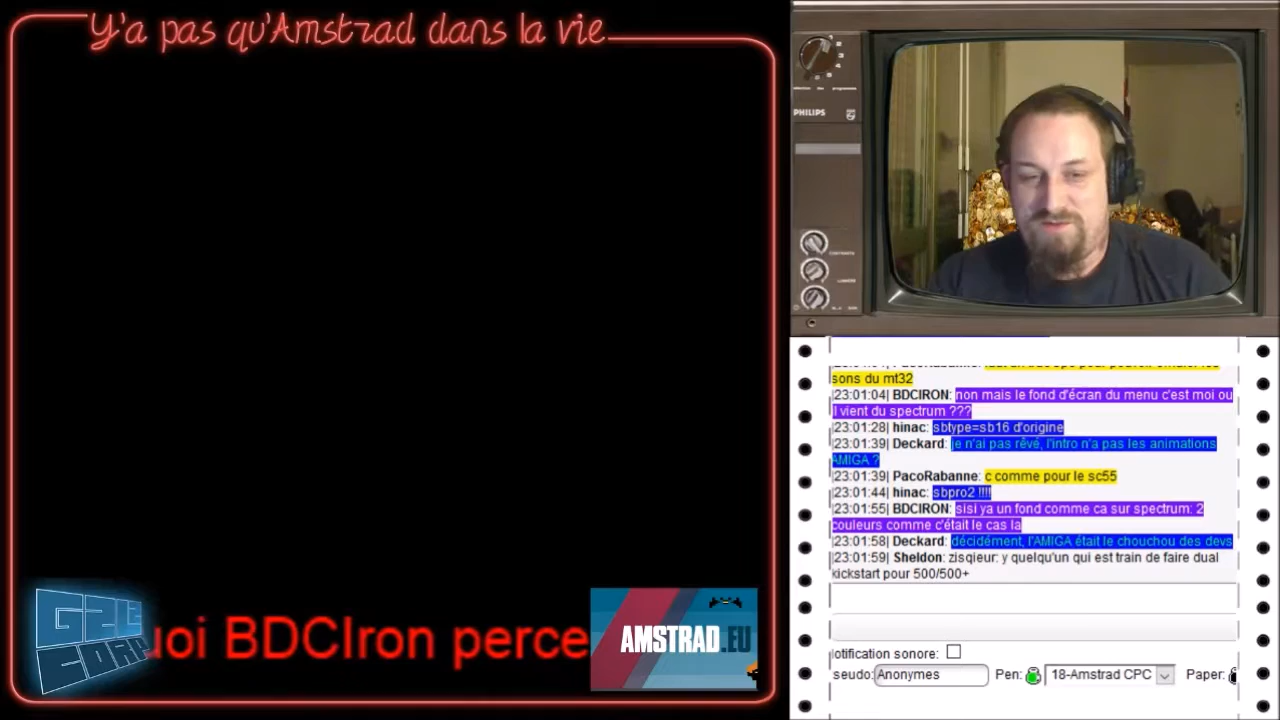 Y'a pas qu'Amstrad dans la vie
PHILIPS
sons du mt32
|23:01:04| BDCIRON: non mais le fond d'écran du menu c'est moi ou
l vient du spectrum ???
|23:01:28| hinac: sbtype=sb16 d'origine
|23:01:39| Deckard: je n'ai pas rêvé, l'intro n'a pas les animations
AMIGA ?
|23:01:39| PacoRabanne: c comme pour le sc55
|23:01:44| hinac: sbpro2 !!!!
|23:01:55| BDCIRON: sisi ya un fond comme ca sur spectrum: 2
couleurs comme c'était le cas la
|23:01:58| Deckard: décidément, l'AMIGA était le chouchou des devs
|23:01:59| Sheldon: zisqieur: y quelqu'un qui est train de faire dual
kickstart pour 500/500+
otification sonore:
seudo: Anonymes Pen: 18-Amstrad CPC Paper:
uoi BDCIron perce
AMSTRAD.EU